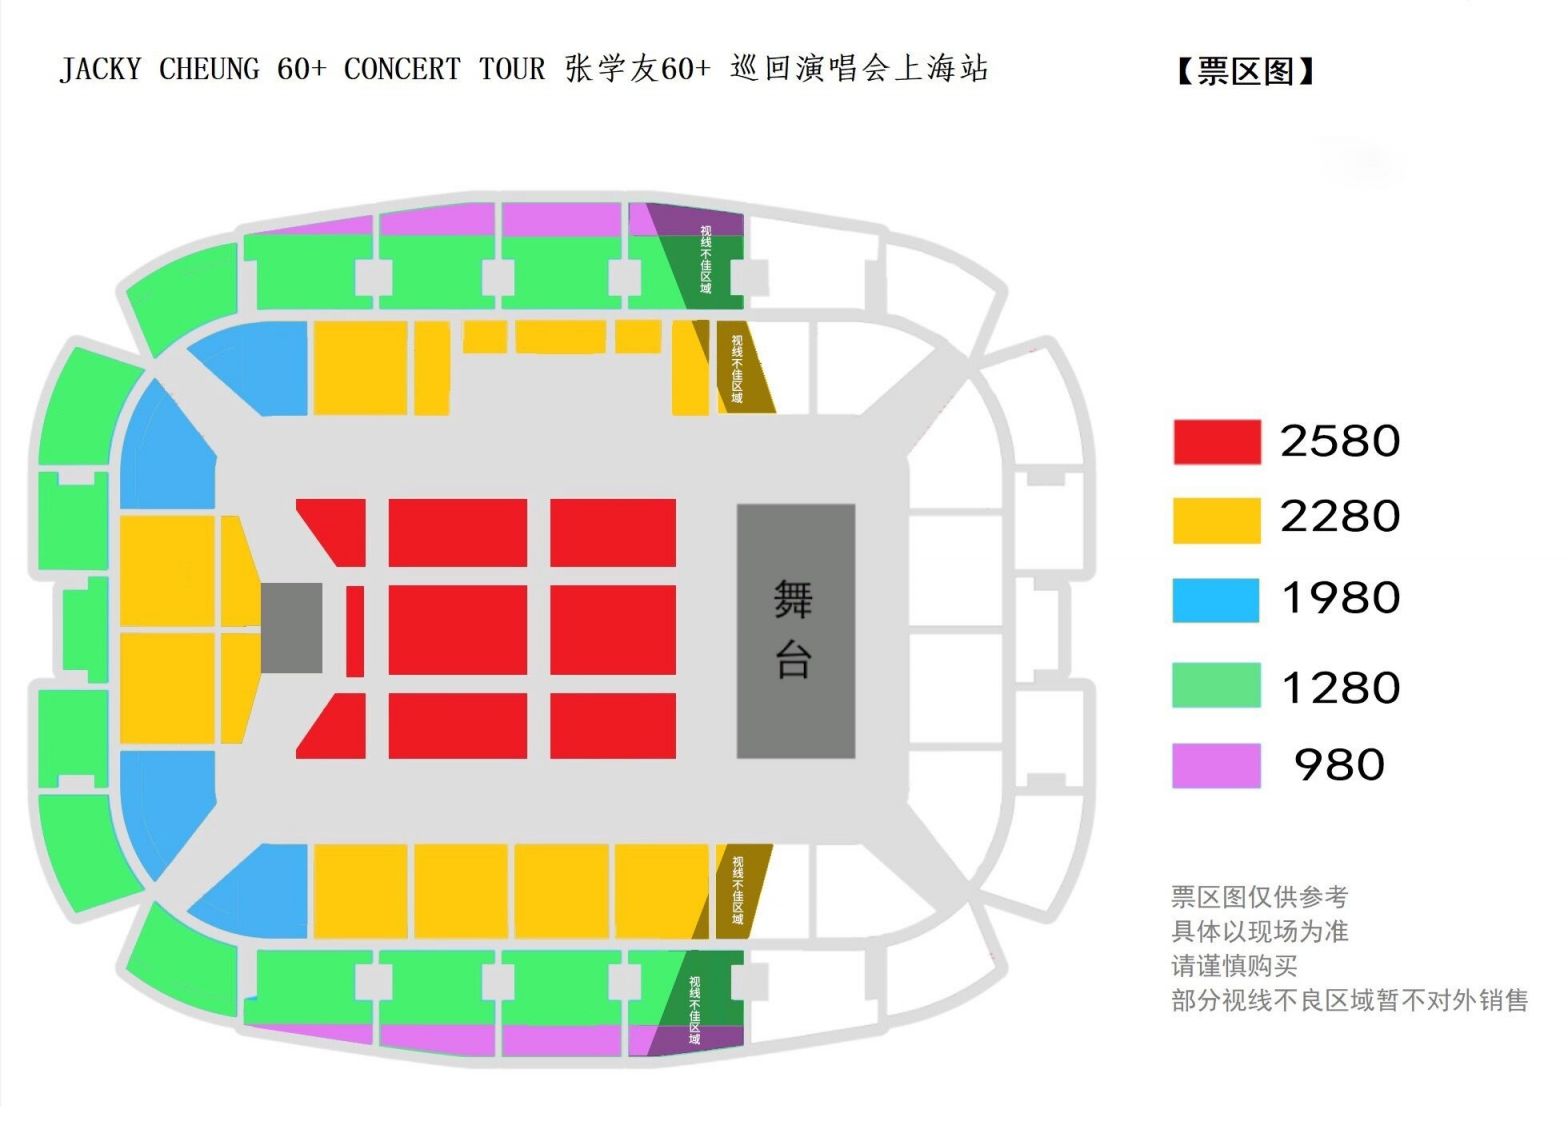 JACKY CHEUNG 60+ CONCERT TOUR 张学友60+ 巡回演唱会上海站
【票区图】
视线不佳区域
视线不佳区域
舞台
视线不佳区域
视线不佳区域
2580
2280
1980
1280
980
票区图仅供参考
具体以现场为准
请谨慎购买
部分视线不良区域暂不对外销售